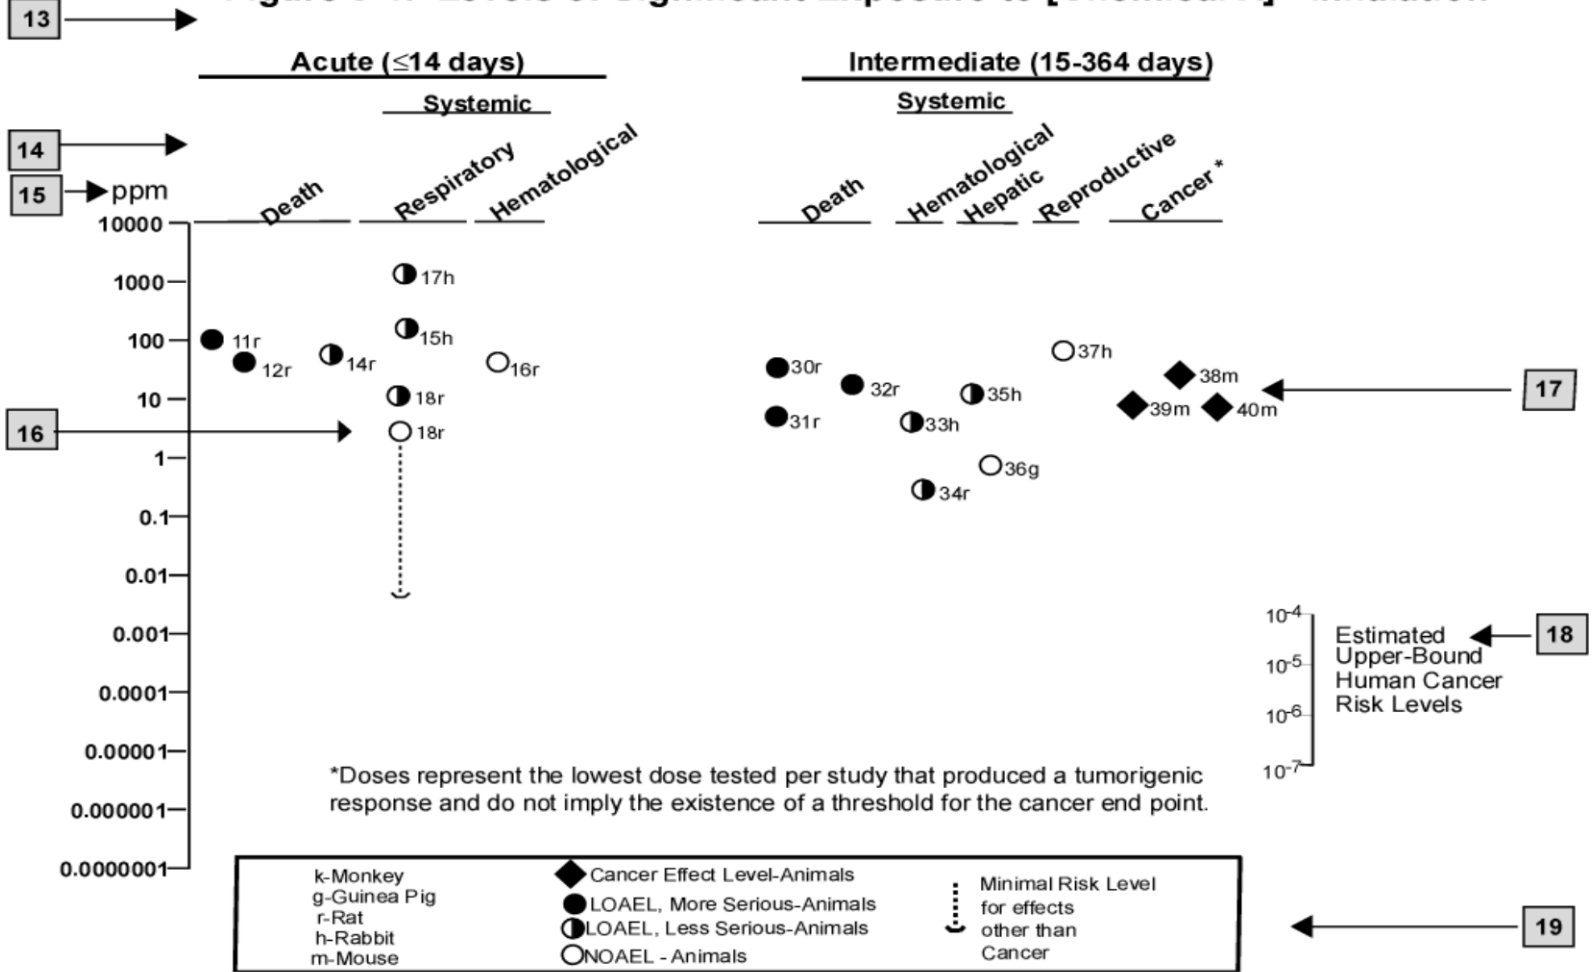 13
Acute (≤14 days)
Intermediate (15-364 days)
Systemic
Systemic
14
15
ppm
Death
Respiratory
Hematological
Death
Hematological
Hepatic
Reproductive
Cancer*
10000
1000
100
10
1
0.1
0.01
0.001
0.0001
0.00001
0.000001
0.0000001
17h
15h
11r
12r
14r
16r
18r
16
18r
37h
30r
32r
38m
17
35h
39m
40m
31r
33h
36g
34r
10-4
10-5
10-6
10-7
Estimated
Upper-Bound
Human Cancer
Risk Levels
18
*Doses represent the lowest dose tested per study that produced a tumorigenic
response and do not imply the existence of a threshold for the cancer end point.
k-Monkey
g-Guinea Pig
r-Rat
h-Rabbit
m-Mouse
Cancer Effect Level-Animals
LOAEL, More Serious-Animals
LOAEL, Less Serious-Animals
NOAEL - Animals
Minimal Risk Level
for effects
other than
Cancer
19